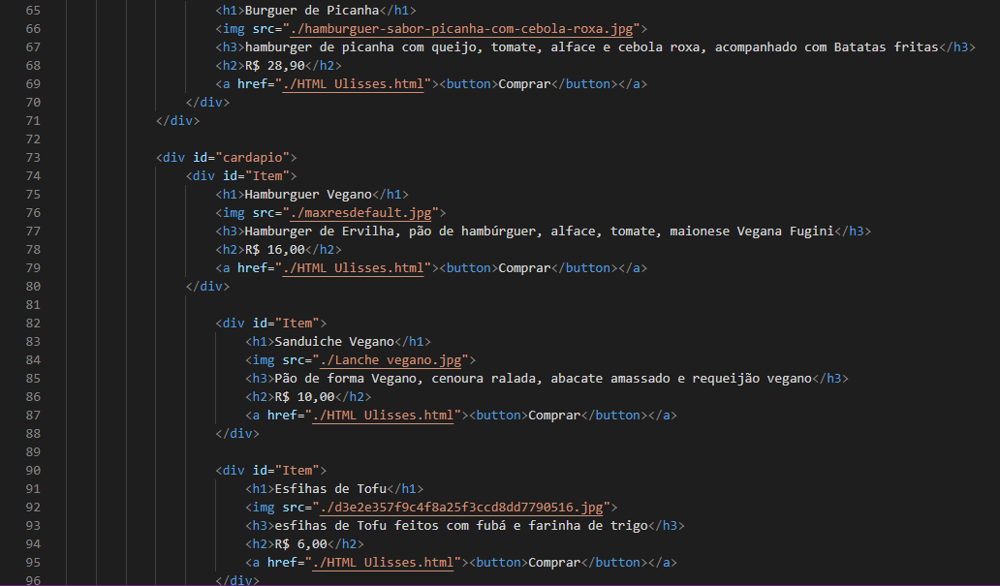 65 <h1>Burguer de Picanha</h1>
66 <img src="./hamburguer-sabor-picanha-com-cebola-roxa.jpg">
67 <h3>hamburger de picanha com queijo, tomate, alface e cebola roxa, acompanhado com Batatas fritas</h3>
68 <h2>R$ 28,90</h2>
69 <a href="./HTML Ulisses.html"><button>Comprar</button></a>
70 </div>
71 </div>
72
73 <div id="cardapio">
74 <div id="Item">
75 <h1>Hamburguer Vegano</h1>
76 <img src="./maxresdefault.jpg">
77 <h3>Hamburger de Ervilha, pão de hambúrguer, alface, tomate, maionese Vegana Fugini</h3>
78 <h2>R$ 16,00</h2>
79 <a href="./HTML Ulisses.html"><button>Comprar</button></a>
80 </div>
81
82 <div id="Item">
83 <h1>Sanduiche Vegano</h1>
84 <img src="./Lanche vegano.jpg">
85 <h3>Pão de forma Vegano, cenoura ralada, abacate amassado e requeijão vegano</h3>
86 <h2>R$ 10,00</h2>
87 <a href="./HTML Ulisses.html"><button>Comprar</button></a>
88 </div>
89
90 <div id="Item">
91 <h1>Esfihas de Tofu</h1>
92 <img src="./d3e2e357f9c4f8a25f3ccd8dd7790516.jpg">
93 <h3>esfihas de Tofu feitos com fubá e farinha de trigo</h3>
94 <h2>R$ 6,00</h2>
95 <a href="./HTML Ulisses.html"><button>Comprar</button></a>
96 </div>